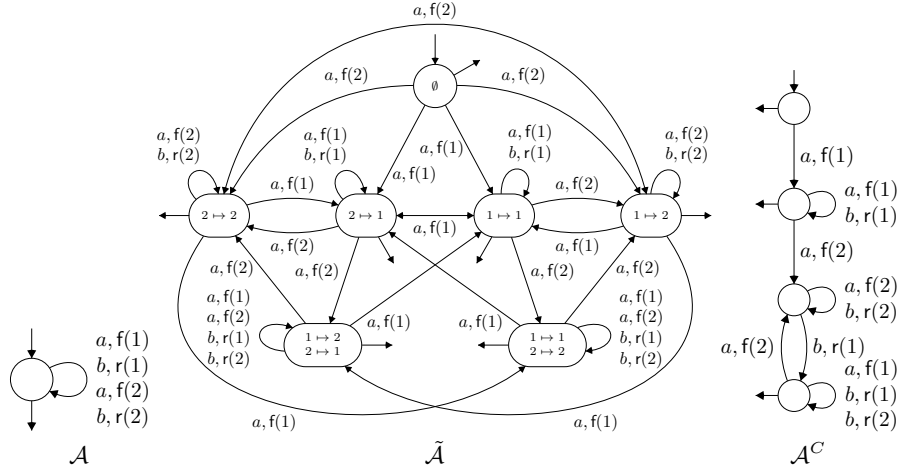 a, f(2)
a, f(2)
∅
a, f(2)
a, f(2)
b, r(2)
a, f(1)
b, r(1)
a, f(1)
a, f(1)
a, f(1)
b, r(1)
a, f(2)
b, r(2)
a, f(1)
a, f(1)
b, r(1)
a, f(1)
a, f(2)
2 ↦ 2
2 ↦ 1
1 ↦ 1
1 ↦ 2
a, f(2)
a, f(1)
a, f(1)
a, f(2)
a, f(2)
a, f(2)
a, f(2)
a, f(2)
a, f(1)
a, f(2)
b, r(1)
b, r(2)
1 ↦ 2
2 ↦ 1
a, f(1)
a, f(1)
1 ↦ 1
2 ↦ 2
a, f(1)
a, f(2)
b, r(1)
b, r(2)
a, f(2)
b, r(2)
a, f(2)
b, r(1)
a, f(1)
b, r(1)
a, f(2)
b, r(2)
a, f(1)
b, r(1)
b, r(2)
a, f(1)
a, f(1)
𝒜
𝒜̃
𝒜^C